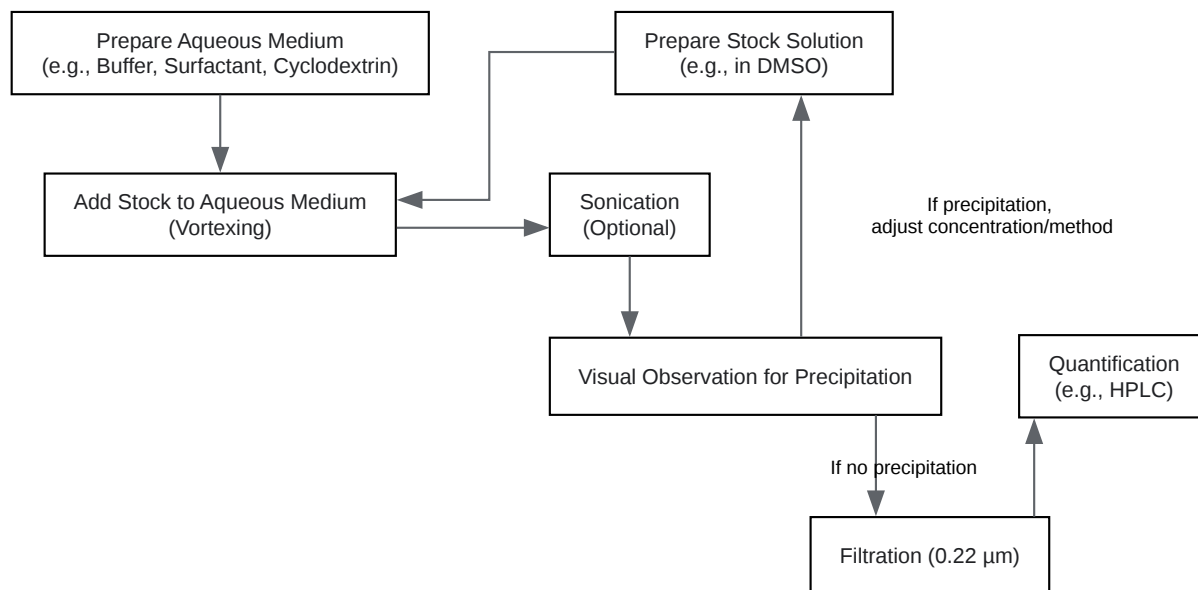 Prepare Aqueous Medium
(e.g., Buffer, Surfactant, Cyclodextrin)
Prepare Stock Solution
(e.g., in DMSO)
Add Stock to Aqueous Medium
(Vortexing)
Sonication
(Optional)
If precipitation,
adjust concentration/method
Visual Observation for Precipitation
Quantification
(e.g., HPLC)
If no precipitation
Filtration (0.22 µm)